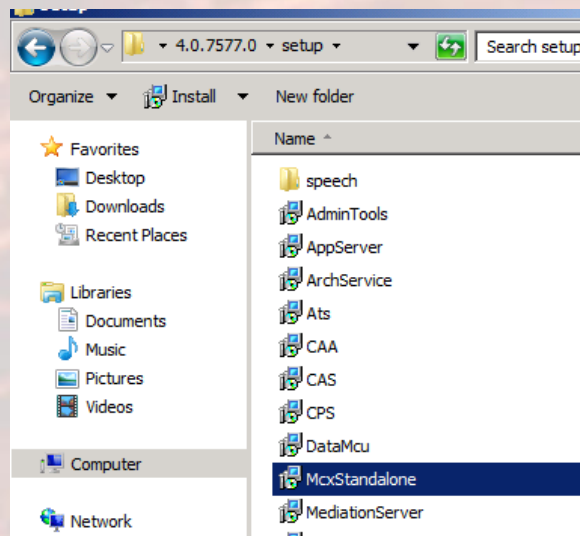 Setup
4.0.7577.0 setup Search setup
Organize Install New folder
Name
Favorites
Desktop
Downloads
Recent Places
Libraries
Documents
Music
Pictures
Videos
Computer
Network
speech
AdminTools
AppServer
ArchService
Ats
CAA
CAS
CPS
DataMcu
McxStandalone
MediationServer